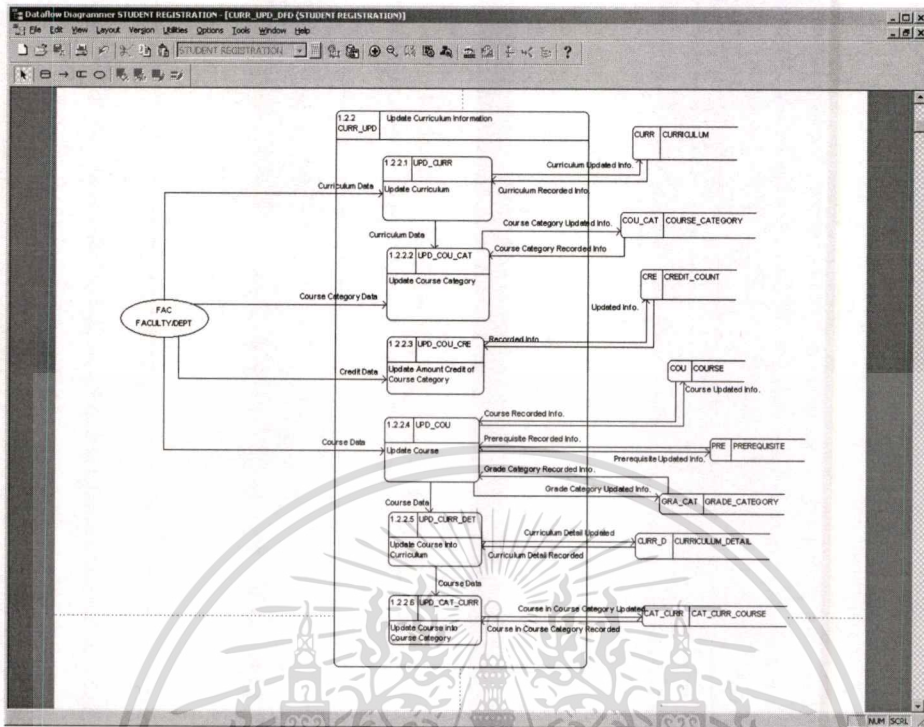 Dataflow Diagrammer STUDENT REGISTRATION - [CURR_UPD_DFD (STUDENT REGISTRATION)]
File Edit View Layout Version Utilities Options Tools Window Help
STUDENT REGISTRATION
1.2.2
CURR_UPD
Update Curriculum Information
CURR CURRICULUM
1.2.2.1 UPD_CURR
Curriculum Updated Info.
Curriculum Data
Update Curriculum
Curriculum Recorded Info.
Curriculum Data
Course Category Updated Info.
COU_CAT COURSE_CATEGORY
1.2.2.2 UPD_COU_CAT
Course Category Recorded Info
Update Course Category
CRE CREDIT_COUNT
Course Category Data
Updated Info.
FAC
FACULTY/DEPT
1.2.2.3 UPD_COU_CRE
Recorded Info
Update Amount Credit of
Course Category
Credit Data
COU COURSE
Course Updated Info.
Course Recorded Info.
1.2.2.4 UPD_COU
Prerequisite Recorded Info.
Course Data
Update Course
PRE PREREQUISITE
Prerequisite Updated Info.
Grade Category Recorded Info.
Grade Category Updated Info.
GRA_CAT GRADE_CATEGORY
Course Data
1.2.2.5 UPD_CURR_DET
Curriculum Detail Updated
CURR_D CURRICULUM_DETAIL
Update Course Into
Curriculum
Curriculum Detail Recorded
Course Data
1.2.2.6 UPD_CAT_CURR
Course In Course Category Updated
CAT_CURR CAT_CURR_COURSE
Update Course into
Course Category
Course In Course Category Recorded
NUM SCRL